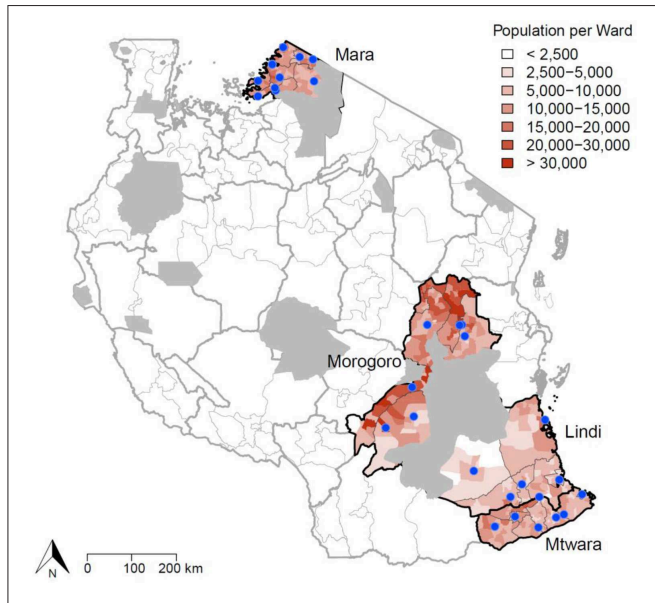 Population per Ward
< 2,500
2,500–5,000
5,000–10,000
10,000–15,000
15,000–20,000
20,000–30,000
> 30,000
Mara
Morogoro
Lindi
Mtwara
N
0 100 200 km